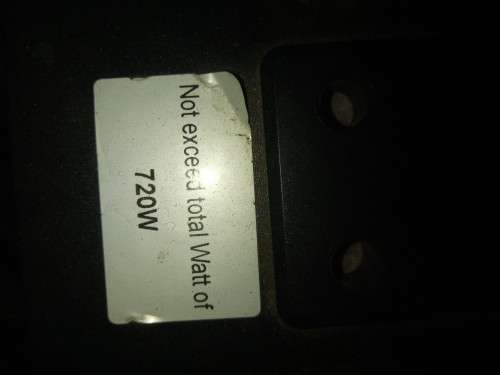 Not exceed total Watt of
720W